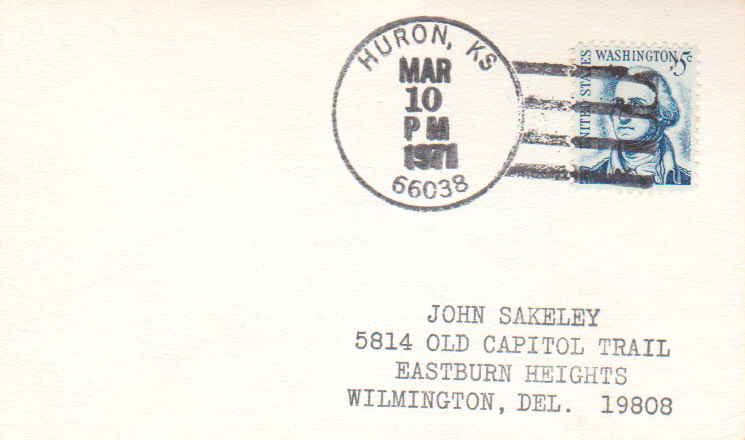 HURON, KS
MAR
10
PM
1971
66038
UNITED STATES
WASHINGTON 5c
JOHN SAKELEY
5814 OLD CAPITOL TRAIL
EASTBURN HEIGHTS
WILMINGTON, DEL. 19808